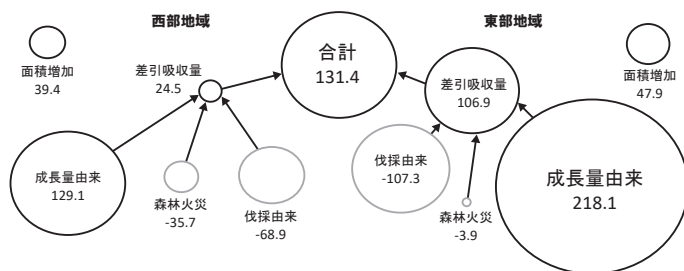 西部地域
東部地域
面積増加
39.4
差引吸収量
24.5
合計
131.4
差引吸収量
106.9
面積増加
47.9
成長量由来
129.1
森林火災
-35.7
伐採由来
-68.9
伐採由来
-107.3
森林火災
-3.9
成長量由来
218.1